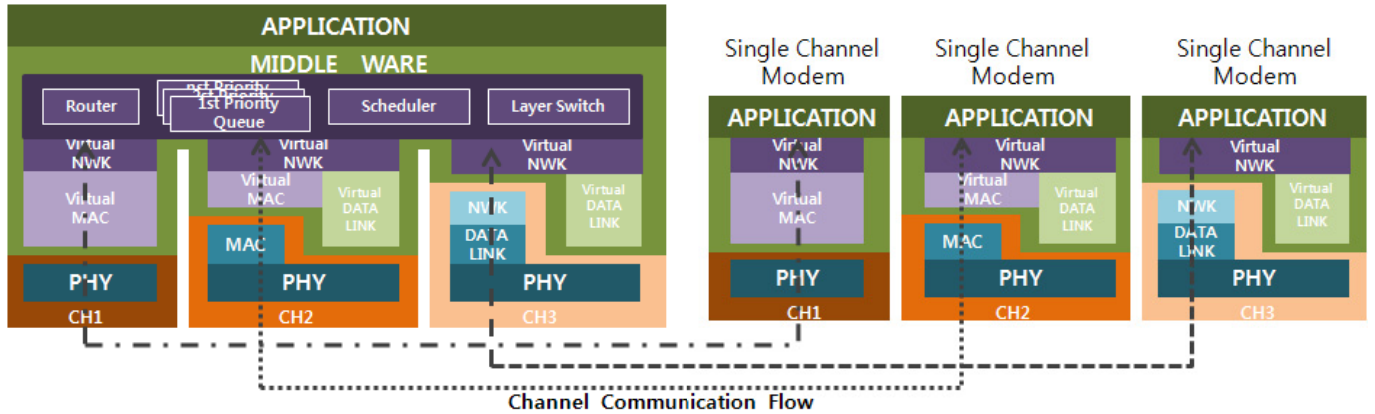 APPLICATION
MIDDLE WARE
Router
1st Priority
1st Priority
Queue
Scheduler
Layer Switch
Virtual
NWK
Virtual
MAC
PHY
CH1
Virtual
NWK
Virtual
MAC
Virtual
DATA
LINK
MAC
PHY
CH2
Virtual
NWK
NWK
DATA
LINK
Virtual
DATA
LINK
PHY
CH3
Single Channel
Modem
APPLICATION
Virtual
NWK
Virtual
MAC
PHY
CH1
Single Channel
Modem
APPLICATION
Virtual
NWK
Virtual
MAC
Virtual
DATA
LINK
MAC
PHY
CH2
Single Channel
Modem
APPLICATION
Virtual
NWK
NWK
DATA
LINK
Virtual
DATA
LINK
PHY
CH3
Channel Communication Flow